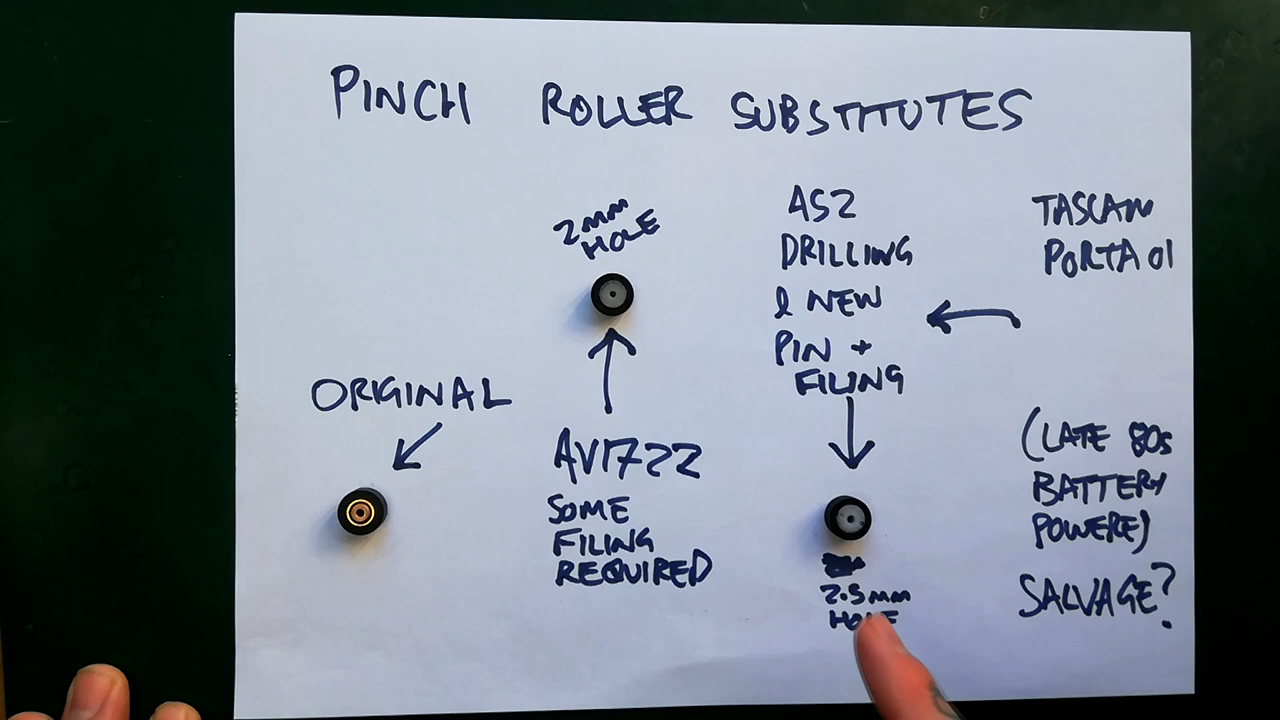 PINCH ROLLER SUBSTITUTES
2MM
HOLE
ORIGINAL
AV1722
SOME
FILING
REQUIRED
AS2
DRILLING
& NEW
PIN +
FILING
2.5mm
HOLE
TASCAM
PORTA 01
(LATE 80s
BATTERY
POWERE)
SALVAGE?